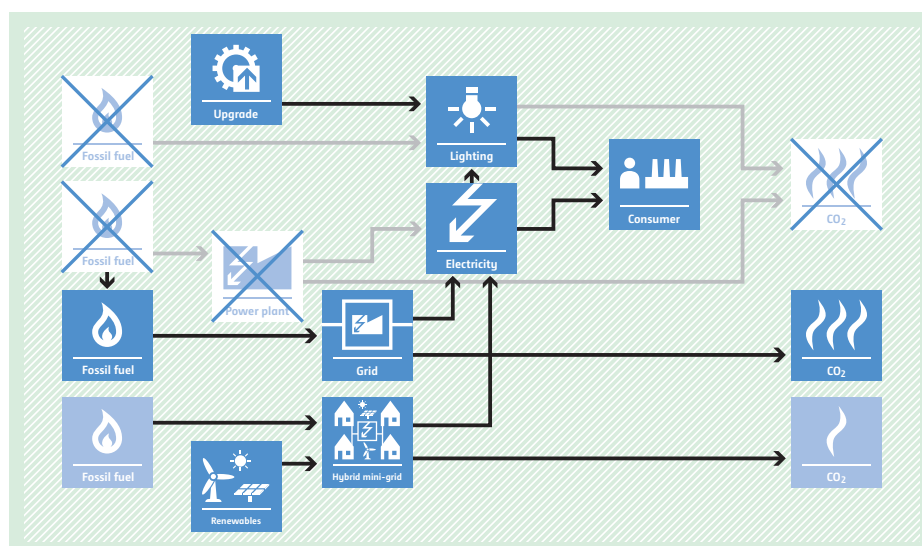 Upgrade
Fossil fuel
Lighting
Fossil fuel
Electricity
Consumer
CO₂
Power plant
Fossil fuel
Grid
CO₂
Fossil fuel
Renewables
Hybrid mini-grid
CO₂